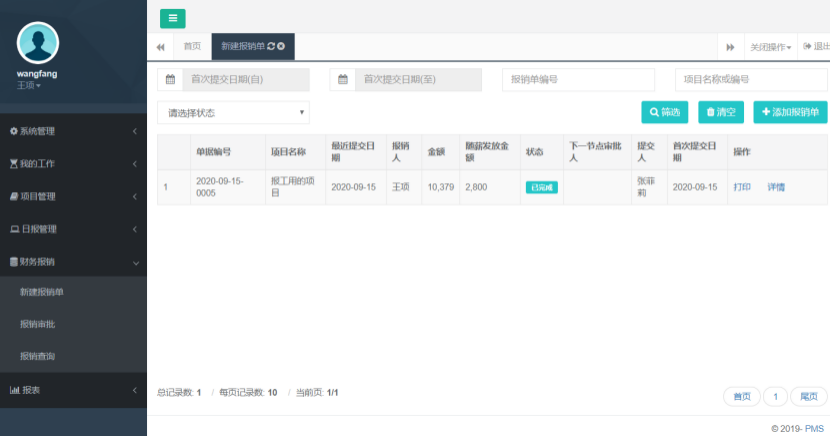 wangfang
王项
系统管理
我的工作
项目管理
日报管理
财务报销
新建报销单
报销审批
报销查询
报表
首页
新建报销单
关闭操作
退出
首次提交日期(自)
首次提交日期(至)
报销单编号
项目名称或编号
请选择状态
筛选
清空
添加报销单
单据编号 项目名称 最近提交日期 报销人 金额 随薪发放金额 状态 下一节点审批人 提交人 首次提交日期 操作
1 2020-09-15-0005 报工用的项目 2020-09-15 王项 10,379 2,800 已完成 张菲莉 2020-09-15 打印 详情
总记录数: 1 / 每页记录数: 10 / 当前页: 1/1
首页 1 尾页
© 2019- PMS